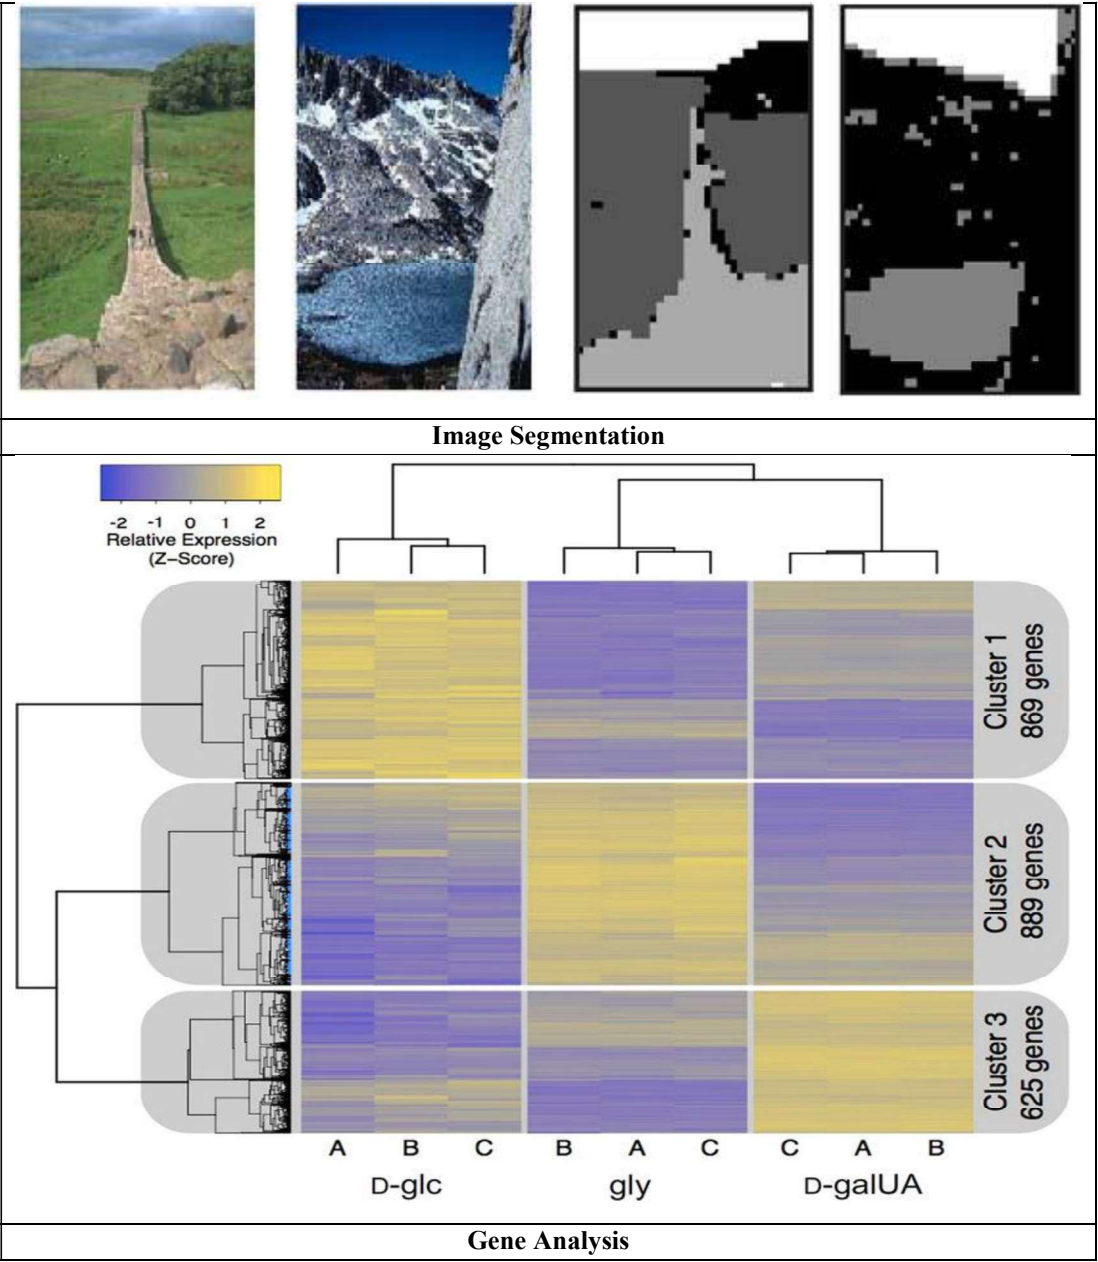 Image Segmentation
-2 -1 0 1 2
Relative Expression
(Z-Score)
Cluster 1
869 genes
Cluster 2
889 genes
Cluster 3
625 genes
A B C B A C C A B
D-glc gly D-galUA
Gene Analysis